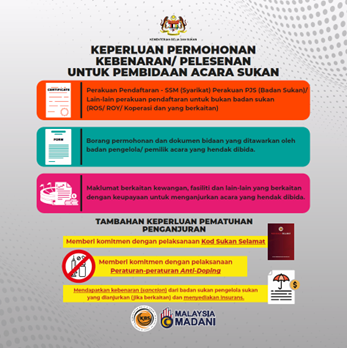 KEMENTERIAN BELIA DAN SUKAN
KEPERLUAN PERMOHONAN
KEBENARAN/ PELESENAN
UNTUK PEMBIDAAN ACARA SUKAN
CERTIFICATE
Perakuan Pendaftaran - SSM (Syarikat) Perakuan PJS (Badan Sukan)/
Lain-lain perakuan pendaftaran untuk bukan badan sukan
(ROS/ ROY/ Koperasi dan yang berkaitan)
FORM
Borang permohonan dan dokumen bidaan yang ditawarkan oleh
badan pengelola/ pemilik acara yang hendak dibida.
Maklumat berkaitan kewangan, fasiliti dan lain-lain yang berkaitan
dengan keupayaan untuk menganjurkan acara yang hendak dibida.
TAMBAHAN KEPERLUAN PEMATUHAN
PENGANJURAN
Memberi komitmen dengan pelaksanaan Kod Sukan Selamat
Memberi komitmen dengan pelaksanaan
Peraturan-peraturan Anti-Doping
Mendapatkan kebenaran (sanction) dari badan sukan pengelola sukan
yang dianjurkan (jika berkaitan) dan menyediakan insurans.
KBS
MALAYSIA
MADANI